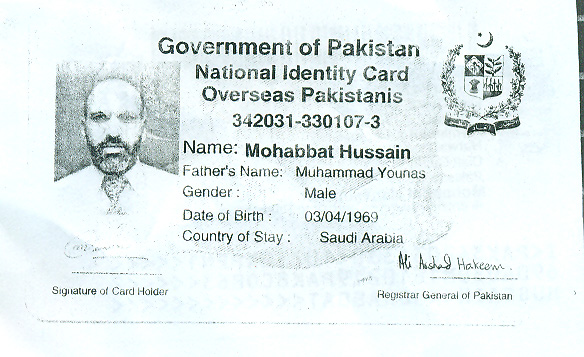 Government of Pakistan
National Identity Card
Overseas Pakistanis
342031-330107-3
Name: Mohabbat Hussain
Father's Name: Muhammad Younas
Gender : Male
Date of Birth : 03/04/1969
Country of Stay : Saudi Arabia
Ali Arshad Hakeem.
Signature of Card Holder
Registrar General of Pakistan